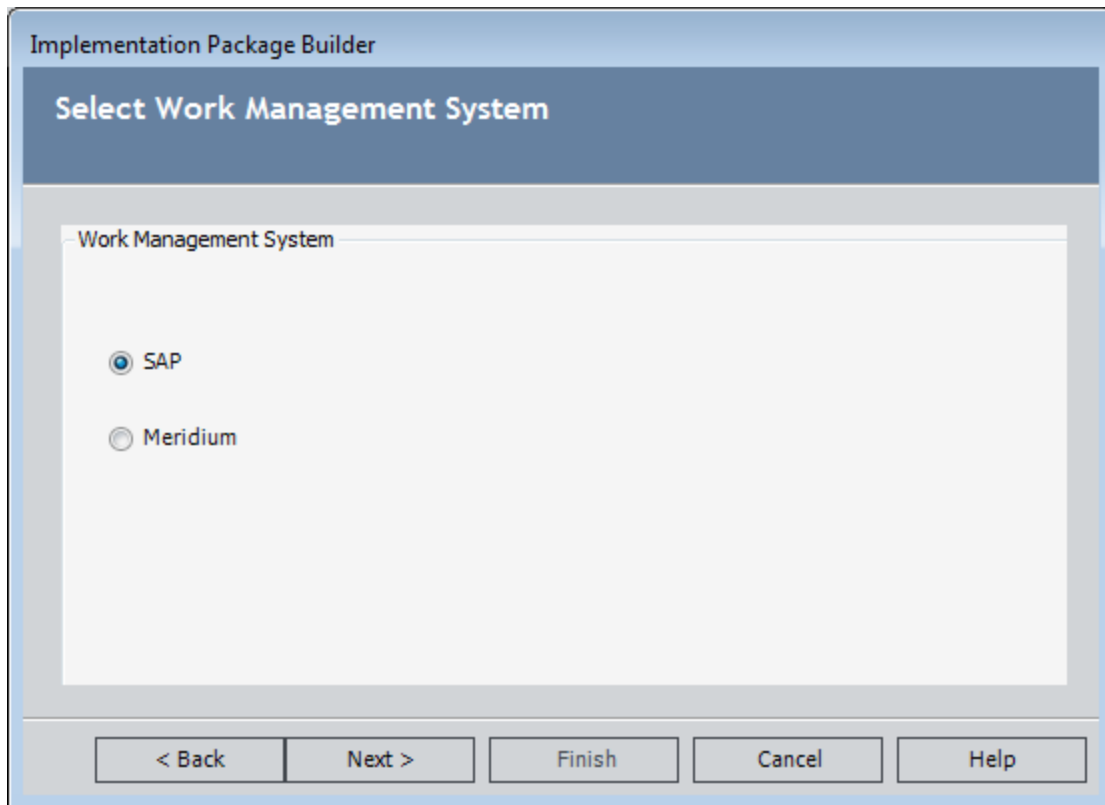 Implementation Package Builder
Select Work Management System
Work Management System
SAP
Meridium
< Back Next > Finish Cancel Help